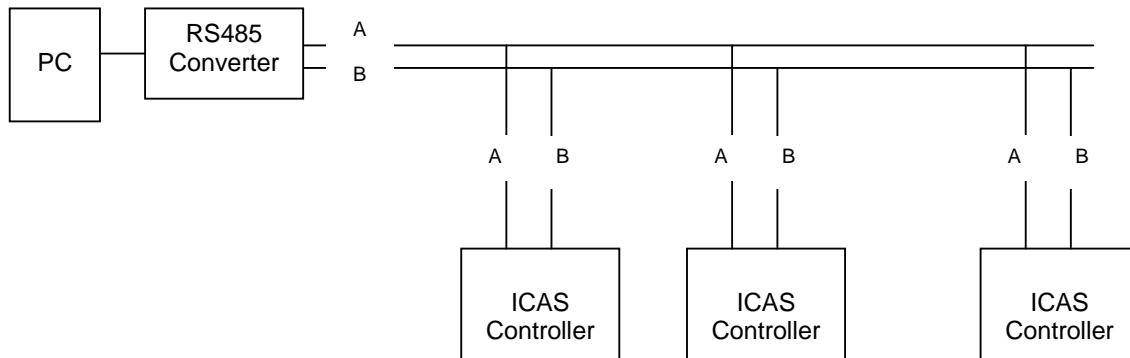 PC
RS485
Converter
A
B
A
B
A
B
A
B
ICAS
Controller
ICAS
Controller
ICAS
Controller